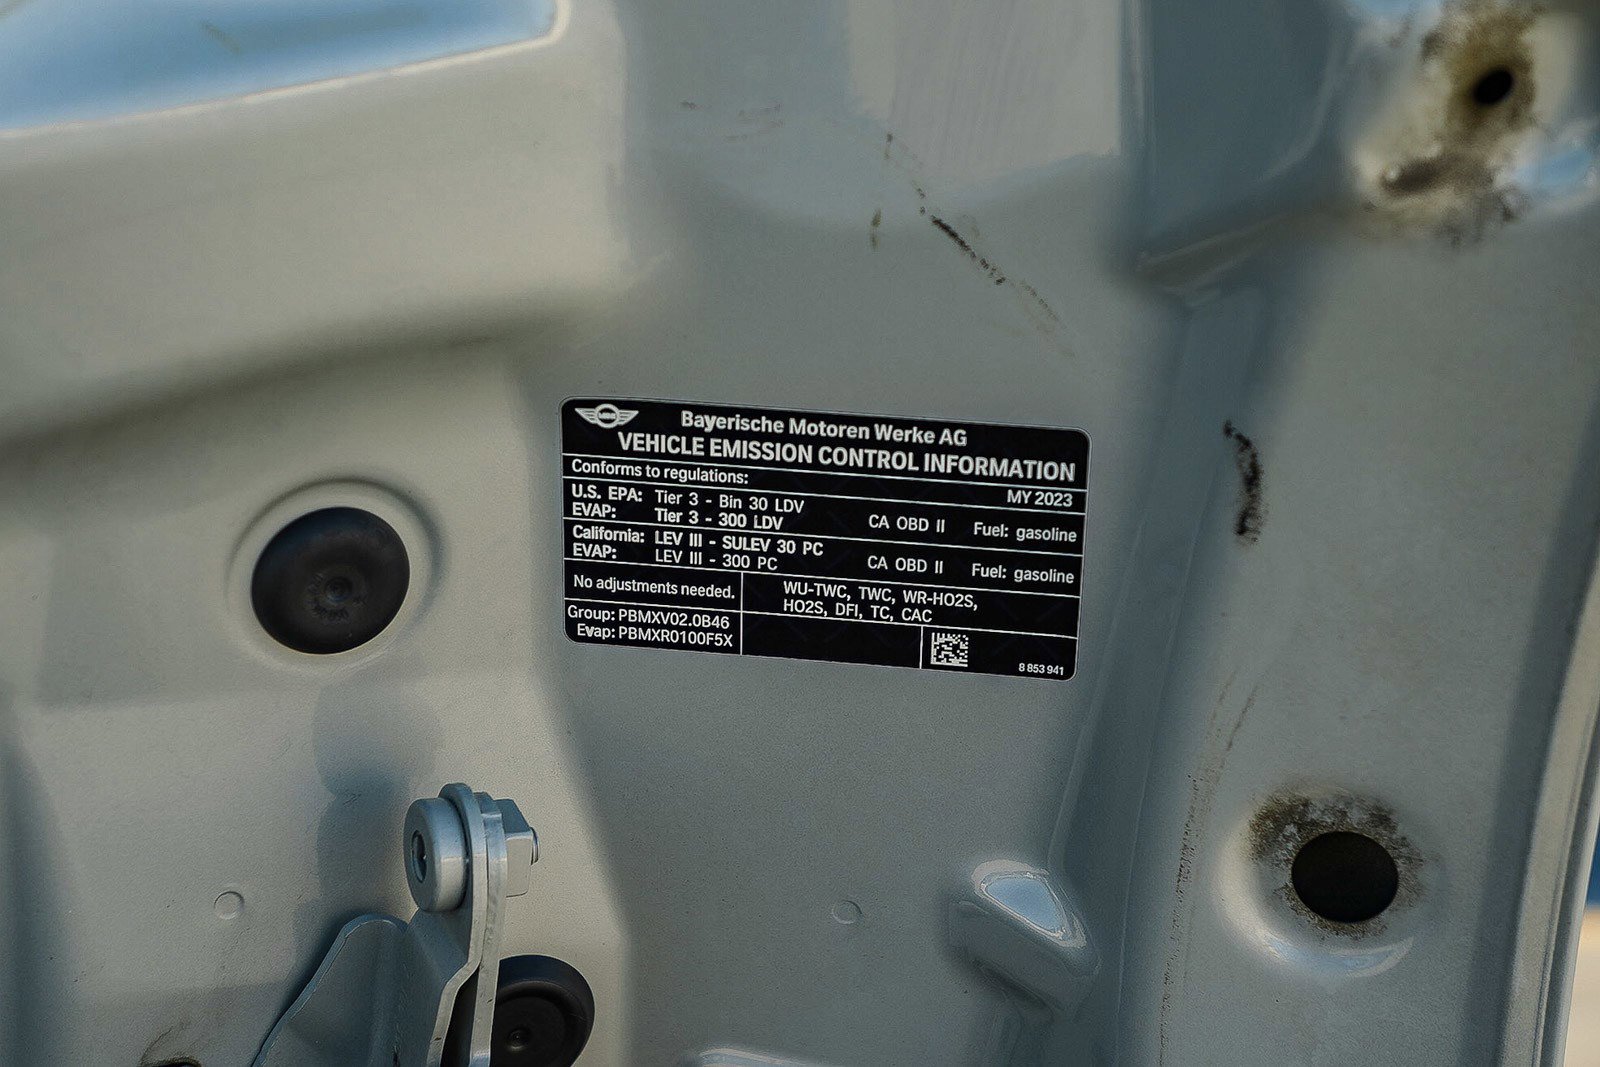 MINI
Bayerische Motoren Werke AG
VEHICLE EMISSION CONTROL INFORMATION
Conforms to regulations: MY 2023
U.S. EPA: Tier 3 - Bin 30 LDV
EVAP: Tier 3 - 300 LDV CA OBD II Fuel: gasoline
California: LEV III - SULEV 30 PC
EVAP: LEV III - 300 PC CA OBD II Fuel: gasoline
No adjustments needed.
WU-TWC, TWC, WR-HO2S,
HO2S, DFI, TC, CAC
Group: PBMXV02.0B46
Evap: PBMXR0100F5X
8 853 941